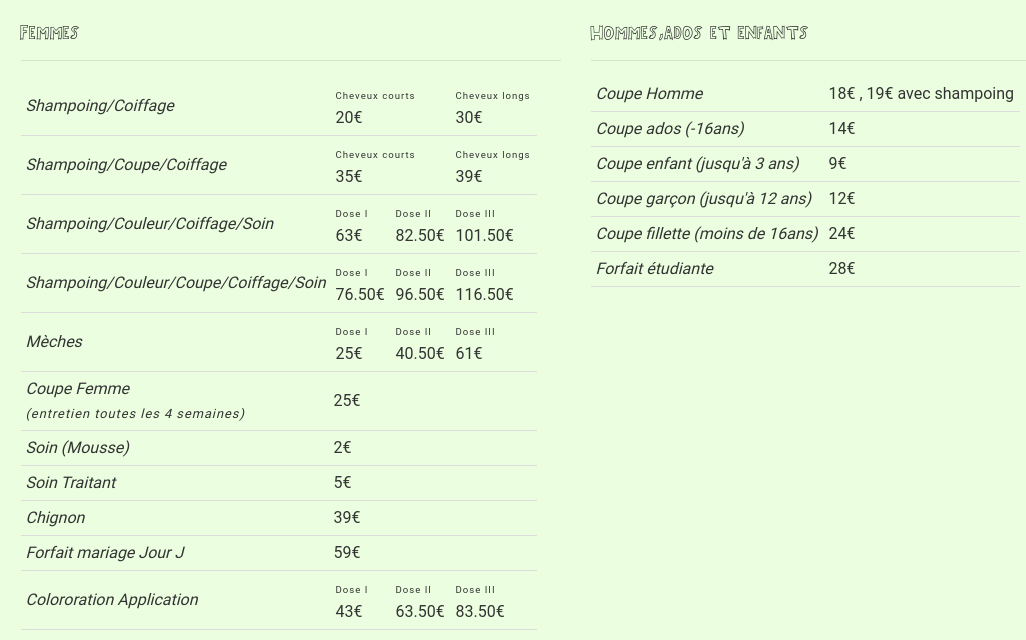 Femmes
Shampoing/Coiffage
Cheveux courts Cheveux longs
20€ 30€
Shampoing/Coupe/Coiffage
Cheveux courts Cheveux longs
35€ 39€
Shampoing/Couleur/Coiffage/Soin
Dose I Dose II Dose III
63€ 82.50€ 101.50€
Shampoing/Couleur/Coupe/Coiffage/Soin
Dose I Dose II Dose III
76.50€ 96.50€ 116.50€
Mèches
Dose I Dose II Dose III
25€ 40.50€ 61€
Coupe Femme
(entretien toutes les 4 semaines)
25€
Soin (Mousse) 2€
Soin Traitant 5€
Chignon 39€
Forfait mariage Jour J 59€
Colororation Application
Dose I Dose II Dose III
43€ 63.50€ 83.50€
Hommes,ados et enfants
Coupe Homme 18€ , 19€ avec shampoing
Coupe ados (-16ans) 14€
Coupe enfant (jusqu'à 3 ans) 9€
Coupe garçon (jusqu'à 12 ans) 12€
Coupe fillette (moins de 16ans) 24€
Forfait étudiante 28€